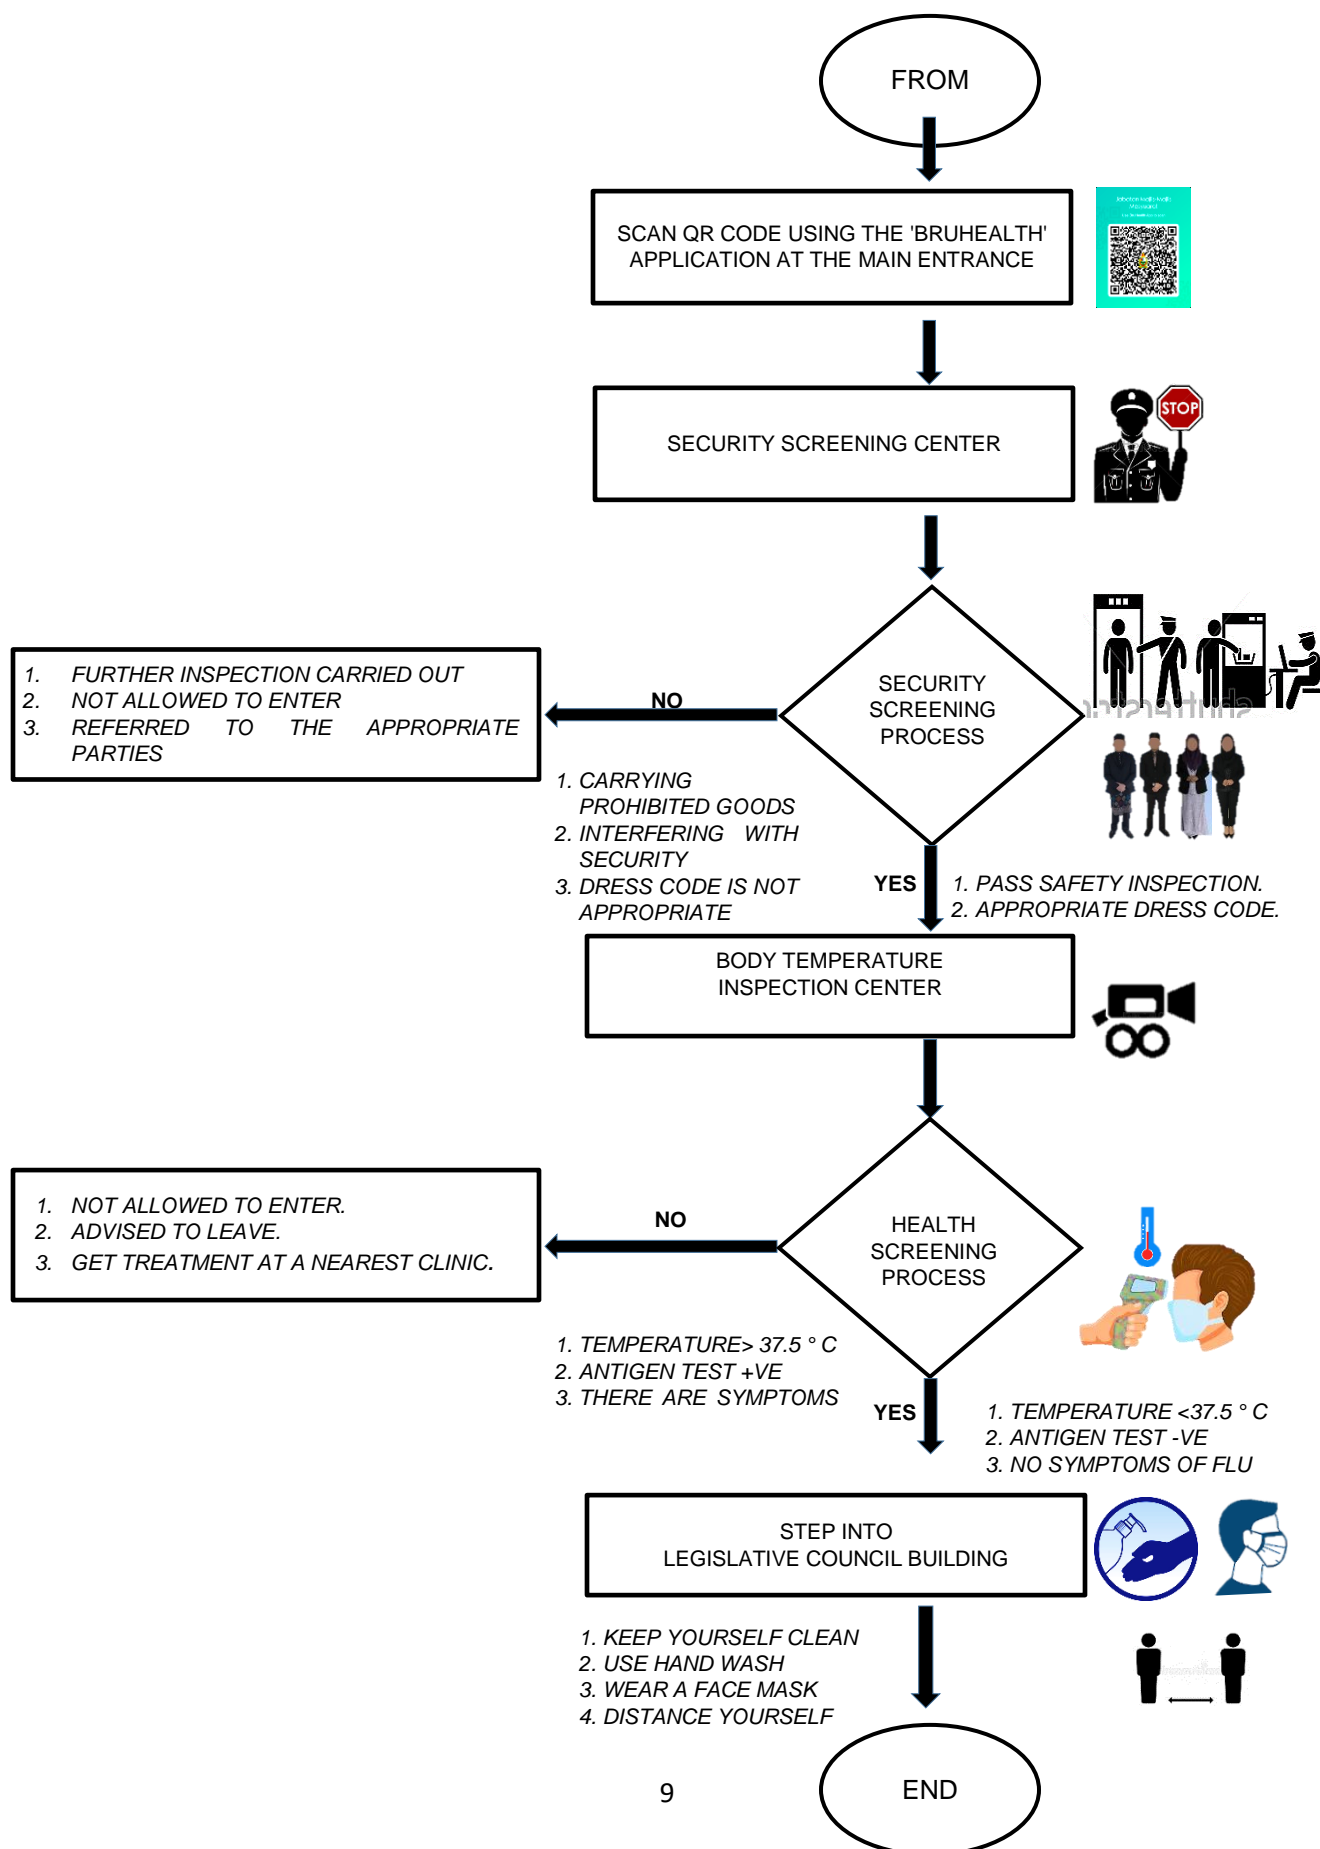 FROM
SCAN QR CODE USING THE 'BRUHEALTH'
APPLICATION AT THE MAIN ENTRANCE
SECURITY SCREENING CENTER
STOP
SECURITY
SCREENING
PROCESS
NO
1. FURTHER INSPECTION CARRIED OUT
2. NOT ALLOWED TO ENTER
3. REFERRED TO THE APPROPRIATE
PARTIES
1. CARRYING
PROHIBITED GOODS
2. INTERFERING WITH
SECURITY
3. DRESS CODE IS NOT
APPROPRIATE
YES
1. PASS SAFETY INSPECTION.
2. APPROPRIATE DRESS CODE.
BODY TEMPERATURE
INSPECTION CENTER
HEALTH
SCREENING
PROCESS
NO
1. NOT ALLOWED TO ENTER.
2. ADVISED TO LEAVE.
3. GET TREATMENT AT A NEAREST CLINIC.
1. TEMPERATURE> 37.5 ° C
2. ANTIGEN TEST +VE
3. THERE ARE SYMPTOMS
YES
1. TEMPERATURE <37.5 ° C
2. ANTIGEN TEST -VE
3. NO SYMPTOMS OF FLU
STEP INTO
LEGISLATIVE COUNCIL BUILDING
1. KEEP YOURSELF CLEAN
2. USE HAND WASH
3. WEAR A FACE MASK
4. DISTANCE YOURSELF
END
9